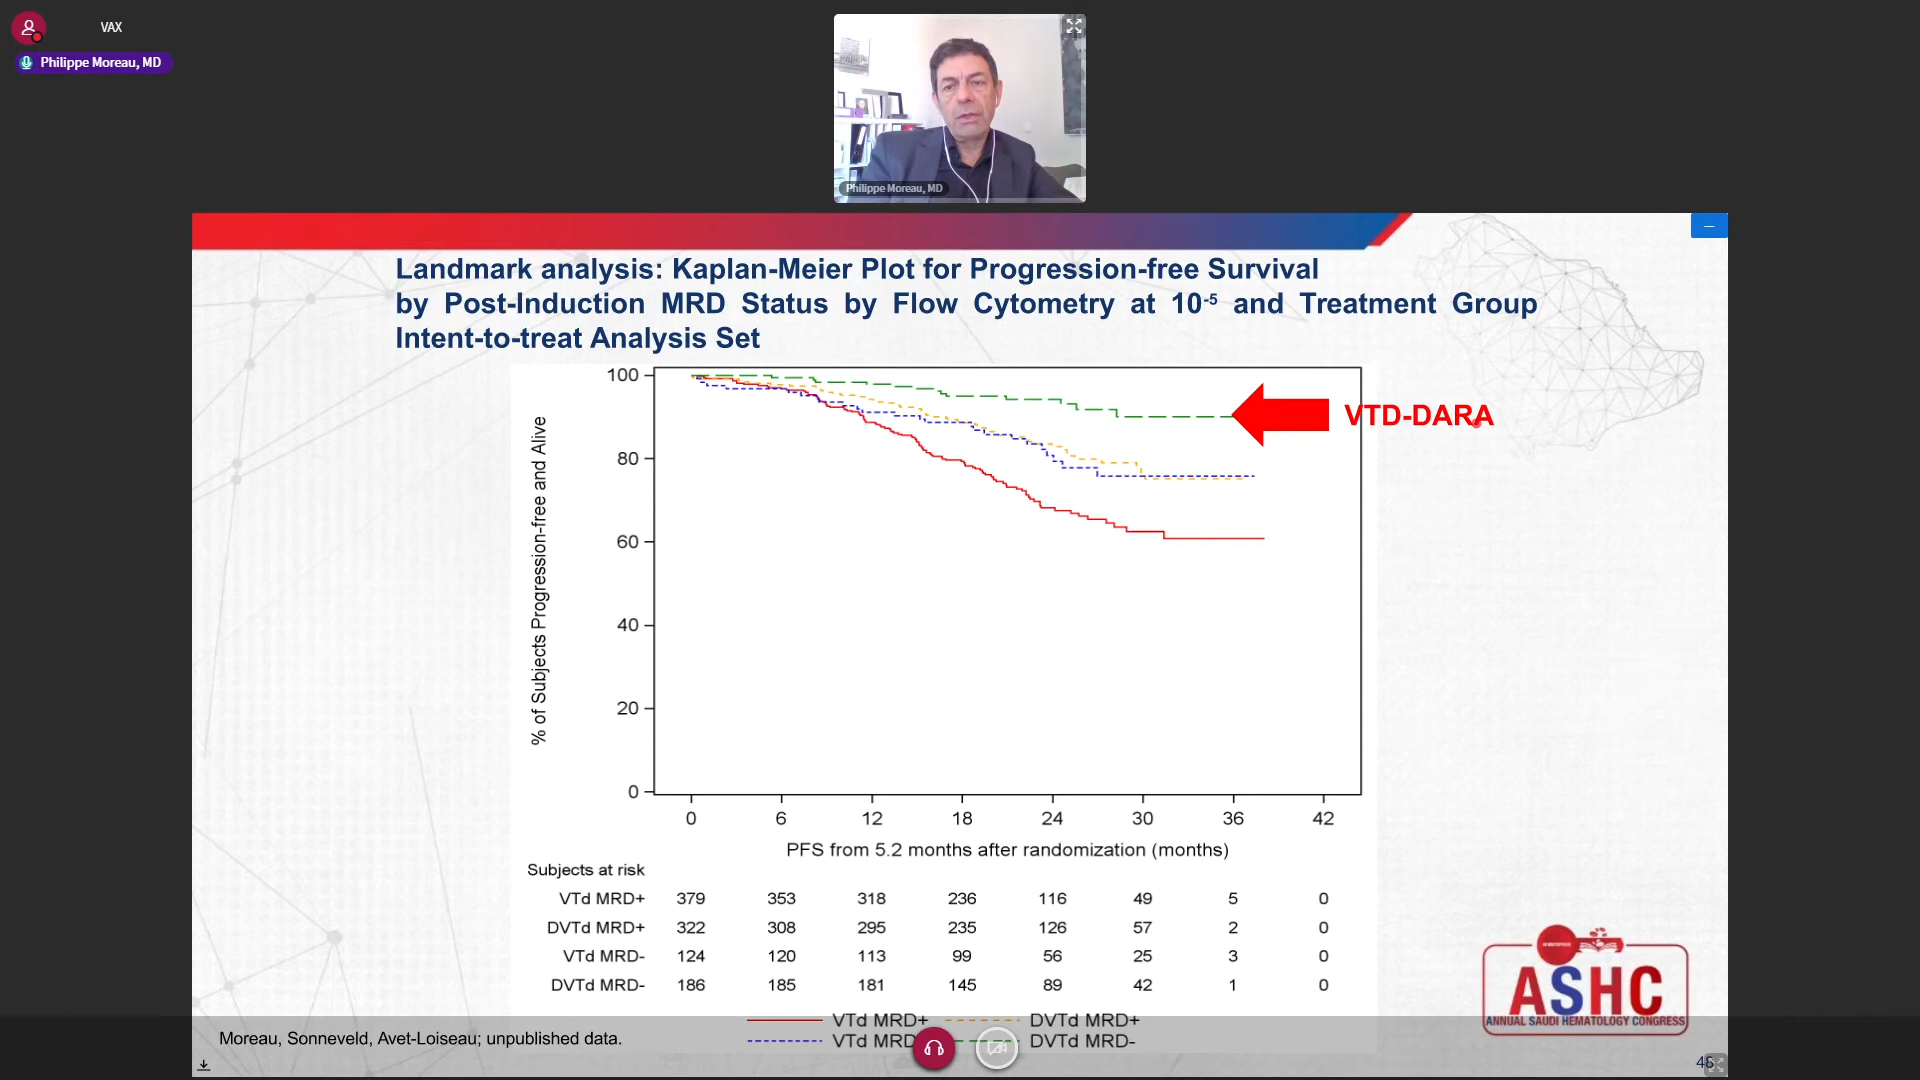 VAX
Philippe Moreau, MD
Philippe Moreau, MD
Landmark analysis: Kaplan-Meier Plot for Progression-free Survival
by Post-Induction MRD Status by Flow Cytometry at 10-5 and Treatment Group
Intent-to-treat Analysis Set
% of Subjects Progression-free and Alive
100
80
60
40
20
0
VTD-DARA
0 6 12 18 24 30 36 42
PFS from 5.2 months after randomization (months)
Subjects at risk
VTd MRD+ 379 353 318 236 116 49 5 0
DVTd MRD+ 322 308 295 235 126 57 2 0
VTd MRD- 124 120 113 99 56 25 3 0
DVTd MRD- 186 185 181 145 89 42 1 0
VTd MRD+ DVTd MRD+
VTd MRD DVTd MRD-
Moreau, Sonneveld, Avet-Loiseau; unpublished data.
ASHC
ANNUAL SAUDI HEMATOLOGY CONGRESS